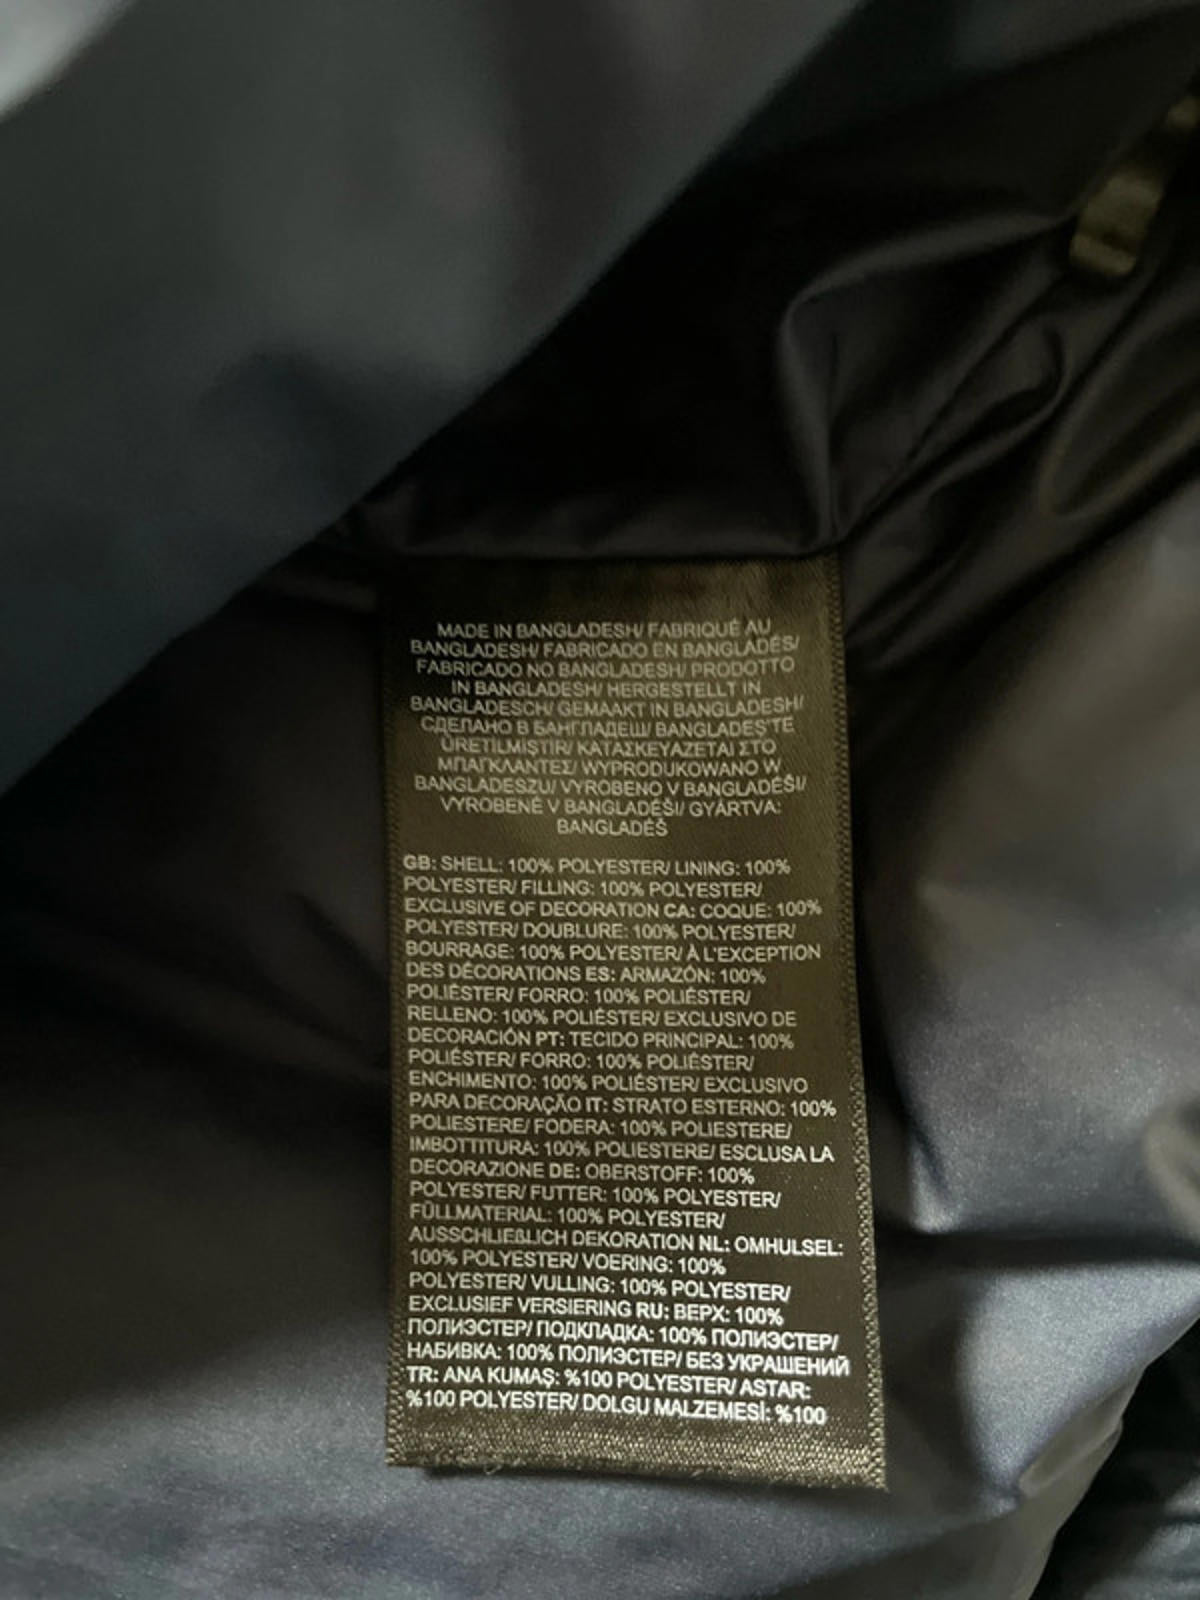 MADE IN BANGLADESH/ FABRIQUÉ AU
BANGLADESH/ FABRICADO EN BANGLADÉS/
FABRICADO NO BANGLADESH/ PRODOTTO
IN BANGLADESH/ HERGESTELLT IN
BANGLADESCH/ GEMAAKT IN BANGLADESH/
СДЕЛАНО В БАНГЛАДЕШ/ BANGLADEŞ'TE
ÜRETİLMİŞTİR/ ΚΑΤΑΣΚΕΥΑΖΕΤΑΙ ΣΤΟ
ΜΠΑΓΚΛΑΝΤΕΣ/ WYPRODUKOWANO W
BANGLADESZU/ VYROBENO V BANGLADÉŠI/
VYROBENÉ V BANGLADÉŠI/ GYÁRTVA:
BANGLADÉŠ
GB: SHELL: 100% POLYESTER/ LINING: 100%
POLYESTER/ FILLING: 100% POLYESTER/
EXCLUSIVE OF DECORATION CA: COQUE: 100%
POLYESTER/ DOUBLURE: 100% POLYESTER/
BOURRAGE: 100% POLYESTER/ À L'EXCEPTION
DES DÉCORATIONS ES: ARMAZÓN: 100%
POLIÉSTER/ FORRO: 100% POLIÉSTER/
RELLENO: 100% POLIÉSTER/ EXCLUSIVO DE
DECORACIÓN PT: TECIDO PRINCIPAL: 100%
POLIÉSTER/ FORRO: 100% POLIÉSTER/
ENCHIMENTO: 100% POLIÉSTER/ EXCLUSIVO
PARA DECORAÇÃO IT: STRATO ESTERNO: 100%
POLIESTERE/ FODERA: 100% POLIESTERE/
IMBOTTITURA: 100% POLIESTERE/ ESCLUSA LA
DECORAZIONE DE: OBERSTOFF: 100%
POLYESTER/ FUTTER: 100% POLYESTER/
FÜLLMATERIAL: 100% POLYESTER/
AUSSCHLIEßLICH DEKORATION NL: OMHULSEL:
100% POLYESTER/ VOERING: 100%
POLYESTER/ VULLING: 100% POLYESTER/
EXCLUSIEF VERSIERING RU: ВЕРХ: 100%
ПОЛИЭСТЕР/ ПОДКЛАДКА: 100% ПОЛИЭСТЕР/
НАБИВКА: 100% ПОЛИЭСТЕР/ БЕЗ УКРАШЕНИЙ
TR: ANA KUMAŞ: %100 POLYESTER/ ASTAR:
%100 POLYESTER/ DOLGU MALZEMESİ: %100